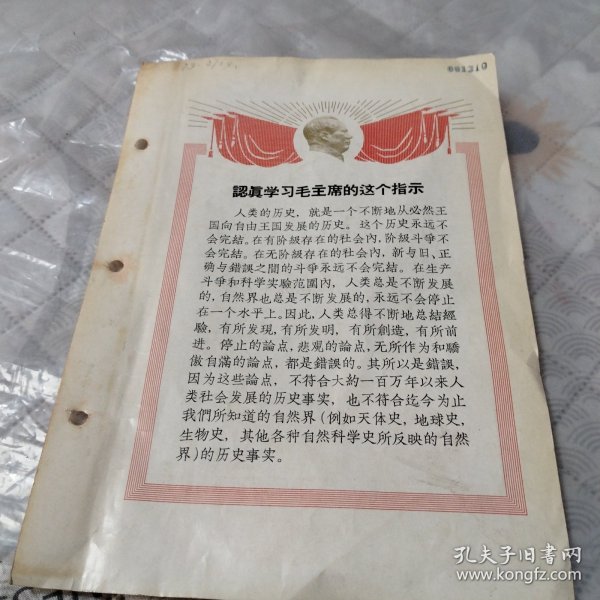 061310
認眞学习毛主席的这个指示
人类的历史，就是一个不断地从必然王
国向自由王国发展的历史。这个历史永远不
会完結。在有阶級存在的社会內，阶級斗爭不
会完結。在无阶級存在的社会內，新与旧、正
确与錯誤之間的斗爭永远不会完結。在生产
斗爭和科学实驗范圍內，人类总是不断发展
的，自然界也总是不断发展的，永远不会停止
在一个水平上。因此，人类总得不断地总結經
驗，有所发現，有所发明，有所創造，有所前
进。停止的論点，悲观的論点，无所作为和驕
傲自滿的論点，都是錯誤的。其所以是錯誤，
因为这些論点，不符合大約一百万年以来人
类社会发展的历史事实，也不符合迄今为止
我們所知道的自然界（例如天体史，地球史，
生物史，其他各种自然科学史所反映的自然
界）的历史事实。
孔夫子旧书网
www.kongfz.com